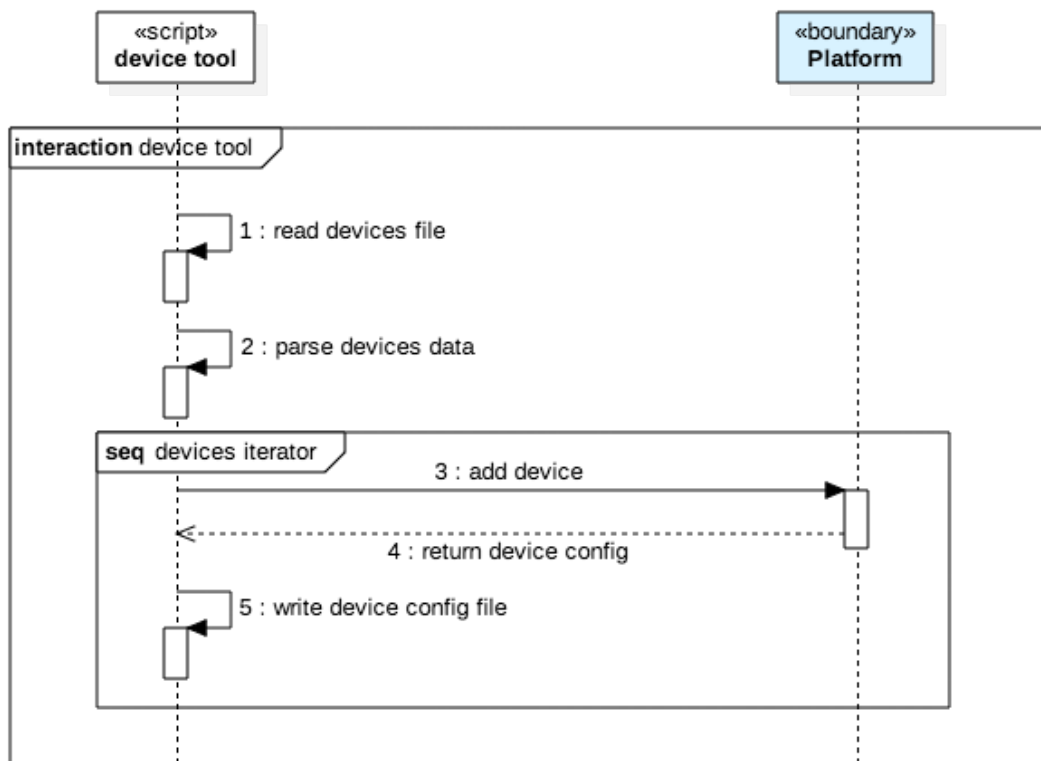 «script»
device tool
«boundary»
Platform
interaction device tool
1 : read devices file
2 : parse devices data
seq devices iterator
3 : add device
4 : return device config
5 : write device config file